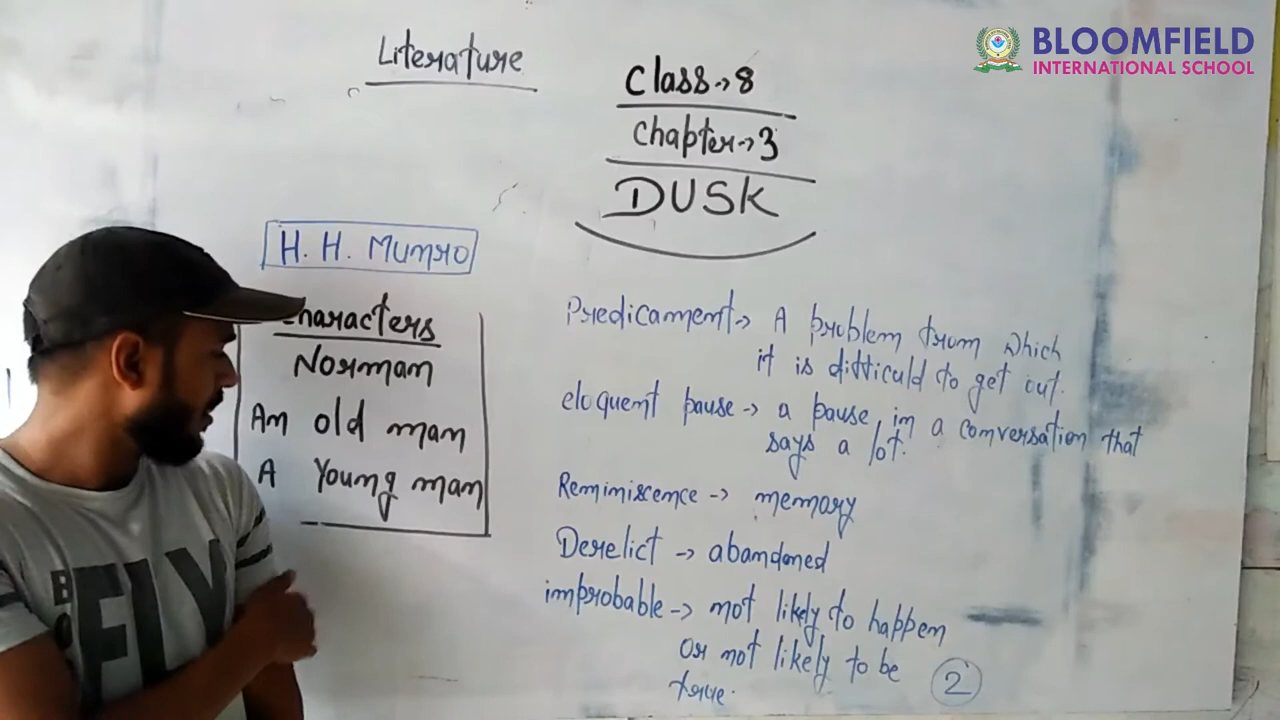 BLOOMFIELD
INTERNATIONAL SCHOOL
Literature
Class→8
Chapter→3
DUSK
H. H. Munro
Characters
Norman
An old man
A Young man
Predicament→ A problem from which
it is difficuld to get out.
eloquent pause→ a pause in a conversation that
says a lot.
Reminiscence→ memory
Derelict→ abandoned
improbable→ not likely to happen
or not likely to be
true.
2
FLY